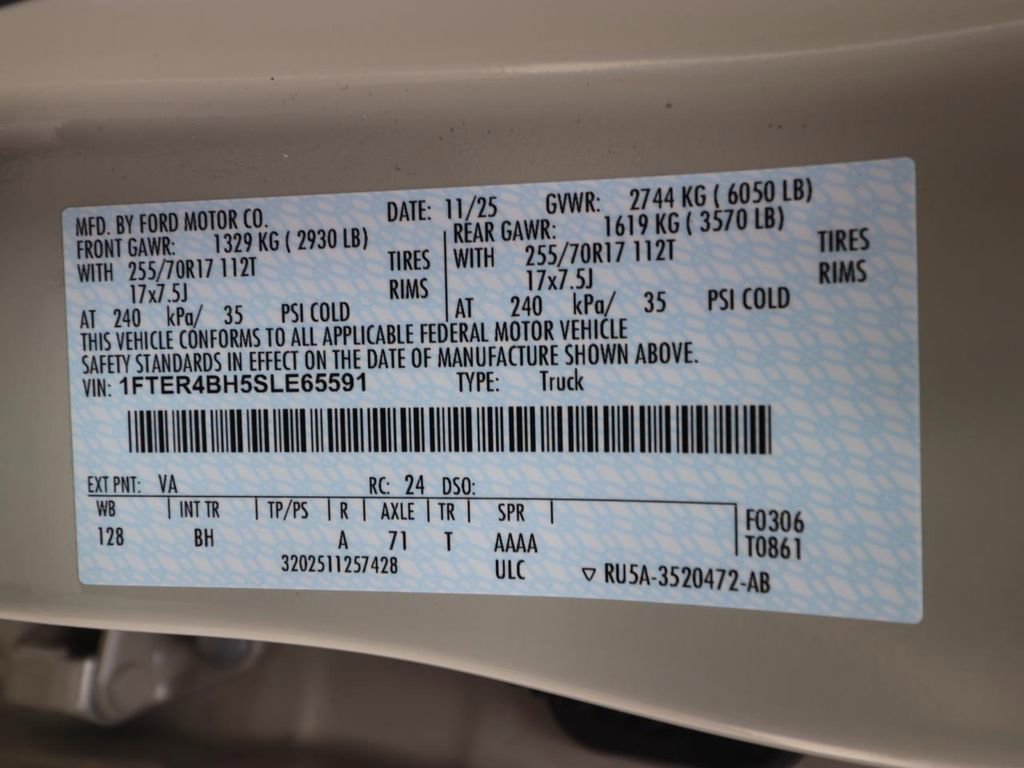 MFD. BY FORD MOTOR CO. DATE: 11/25 GVWR: 2744 KG ( 6050 LB)
FRONT GAWR: 1329 KG ( 2930 LB) REAR GAWR: 1619 KG ( 3570 LB)
WITH 255/70R17 112T TIRES WITH 255/70R17 112T TIRES
17x7.5J RIMS 17x7.5J RIMS
AT 240 kPa/ 35 PSI COLD AT 240 kPa/ 35 PSI COLD
THIS VEHICLE CONFORMS TO ALL APPLICABLE FEDERAL MOTOR VEHICLE
SAFETY STANDARDS IN EFFECT ON THE DATE OF MANUFACTURE SHOWN ABOVE.
VIN: 1FTER4BH5SLE65591 TYPE: Truck
EXT PNT: VA RC: 24 DSO:
WB INT TR TP/PS R AXLE TR SPR F0306
128 BH A 71 T AAAA T0861
3202511257428 ULC ▽ RU5A-3520472-AB